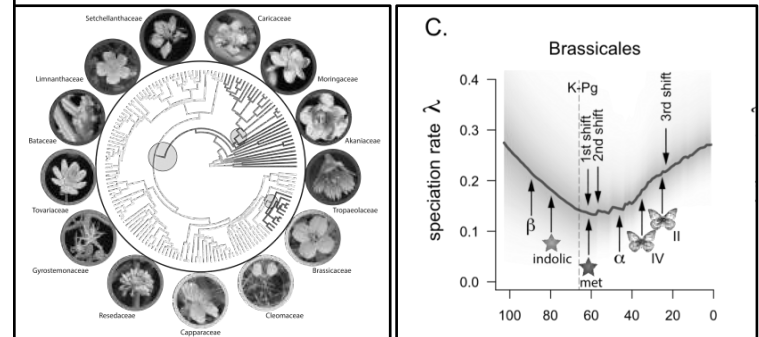 Setchellanthaceae
Caricaceae
Limnanthaceae
Moringaceae
Bataceae
Akaniaceae
Tovariaceae
Tropaeolaceae
Gyrostemonaceae
Brassicaceae
Resedaceae
Cleomaceae
Capparaceae
C.
Brassicales
speciation rate λ
0.4
0.3
0.2
0.1
0.0
K-Pg
1st shift
2nd shift
3rd shift
β
indolic
met
α
IV
II
100 80 60 40 20 0